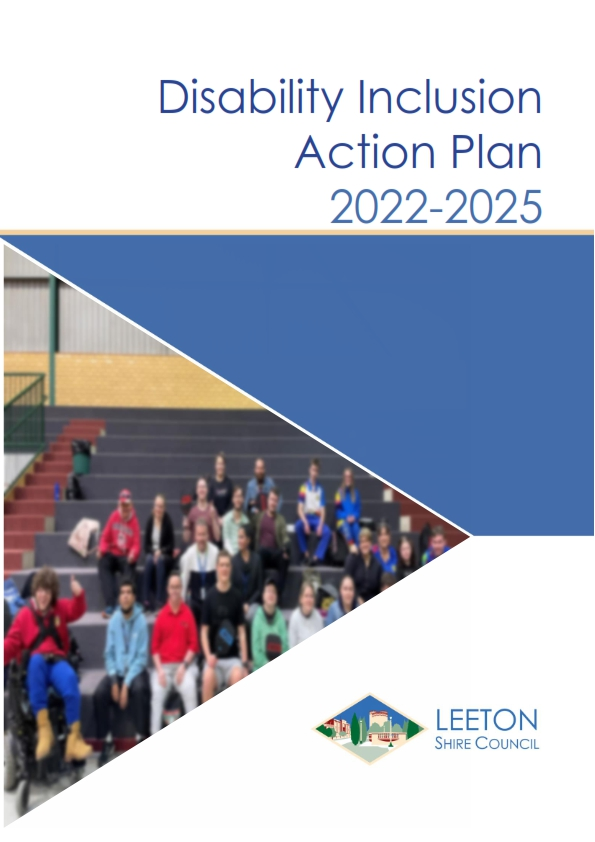 Disability Inclusion
Action Plan
2022-2025
LEETON
SHIRE COUNCIL